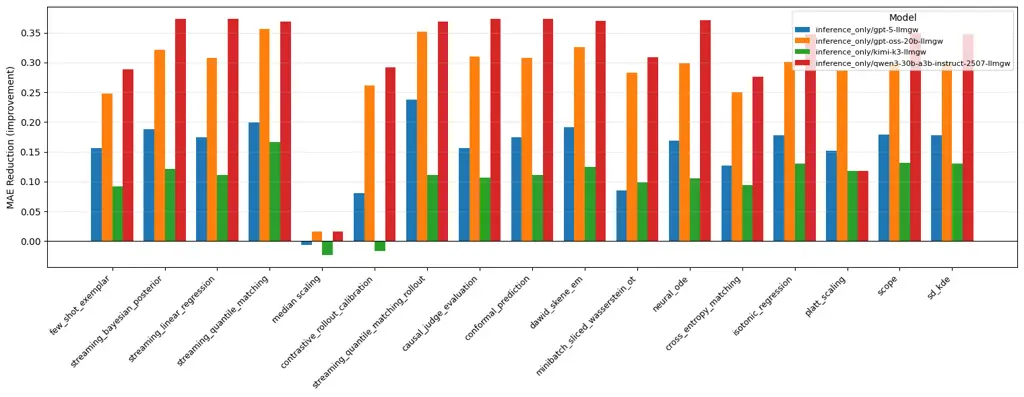 Model
inference_only/gpt-5-llmgw
inference_only/gpt-oss-20b-llmgw
inference_only/kimi-k3-llmgw
inference_only/qwen3-30b-a3b-instruct-2507-llmgw
MAE Reduction (improvement)
0.35
0.30
0.25
0.20
0.15
0.10
0.05
0.00
few_shot_exemplar
streaming_bayesian_posterior
streaming_linear_regression
streaming_quantile_matching
median_scaling
contrastive_rollout_calibration
streaming_quantile_matching_rollout
causal_judge_evaluation
conformal_prediction
dawid_skene_em
minibatch_sliced_wasserstein_ot
neural_ode
cross_entropy_matching
isotonic_regression
platt_scaling
scope
sd_kde